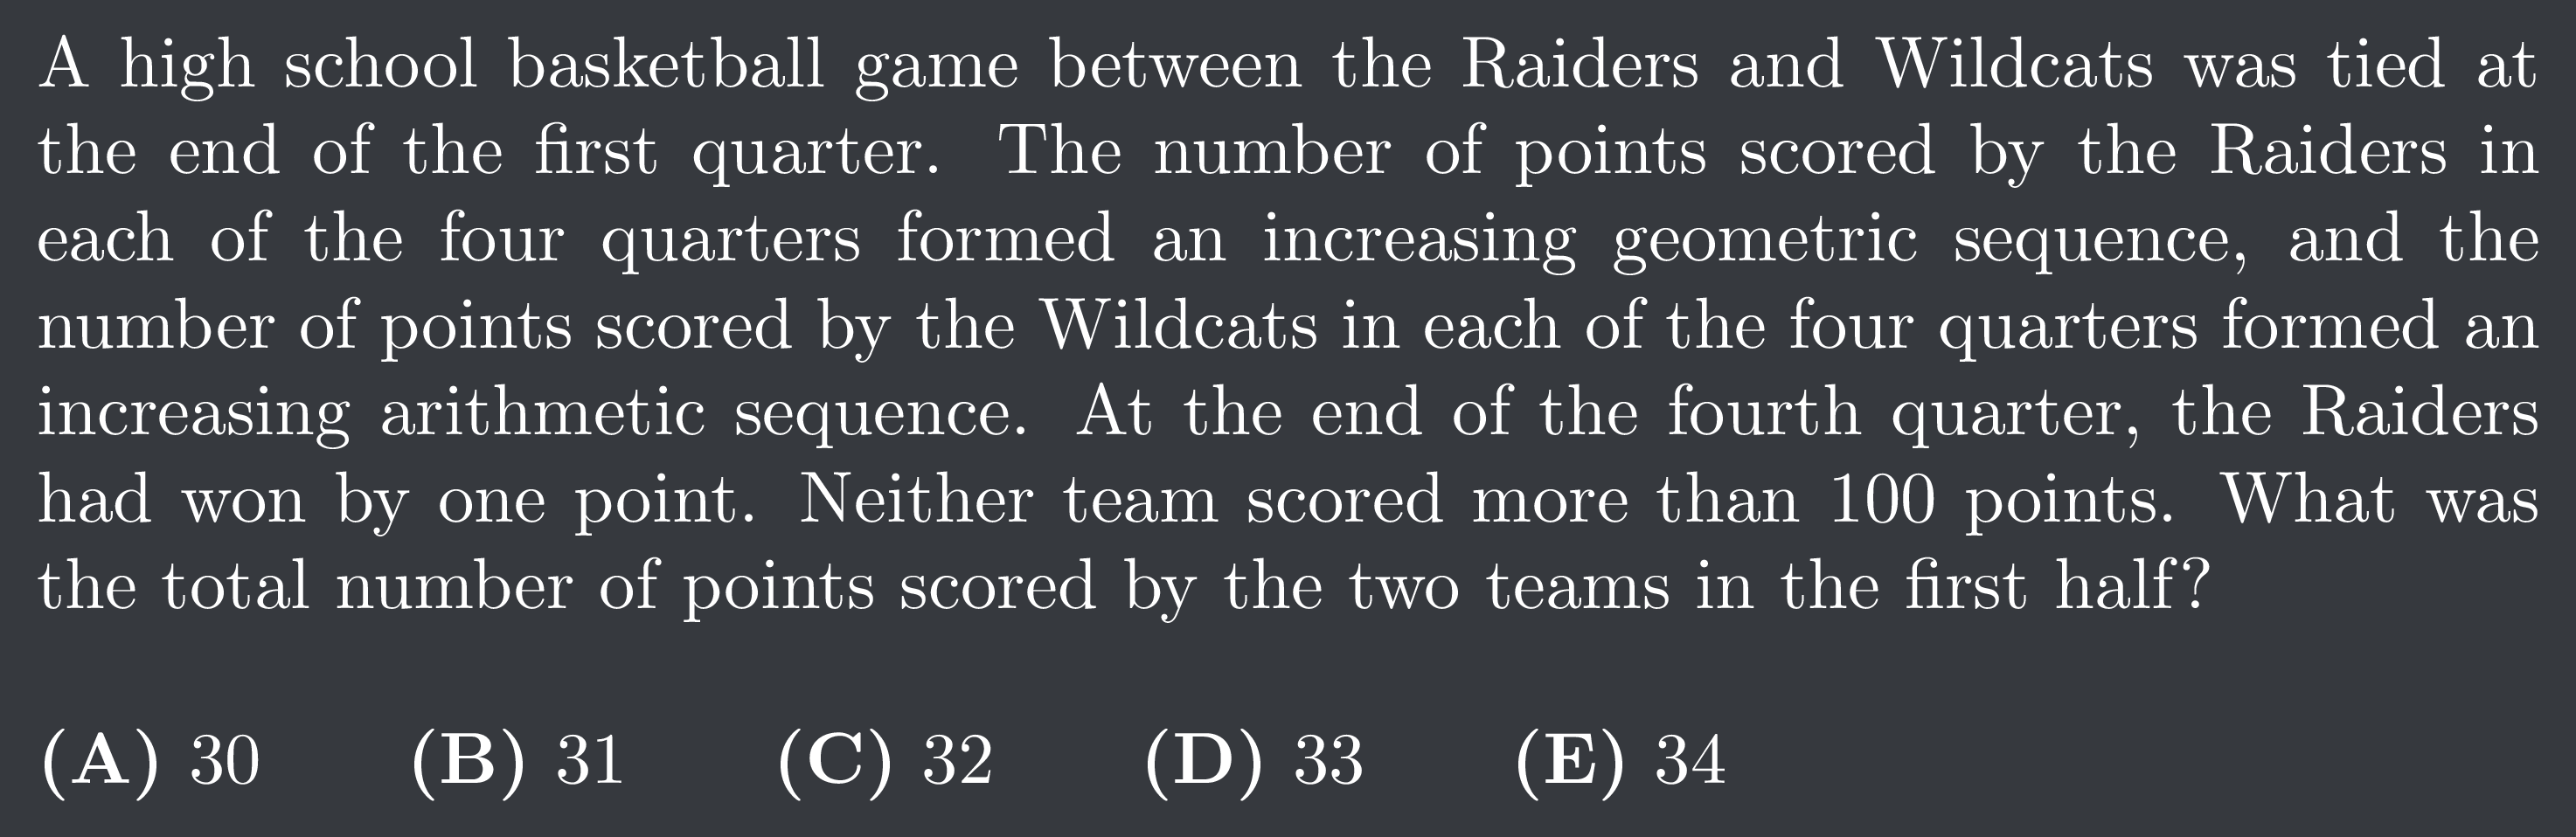 A high school basketball game between the Raiders and Wildcats was tied at
the end of the first quarter. The number of points scored by the Raiders in
each of the four quarters formed an increasing geometric sequence, and the
number of points scored by the Wildcats in each of the four quarters formed an
increasing arithmetic sequence. At the end of the fourth quarter, the Raiders
had won by one point. Neither team scored more than 100 points. What was
the total number of points scored by the two teams in the first half?
(A) 30 (B) 31 (C) 32 (D) 33 (E) 34